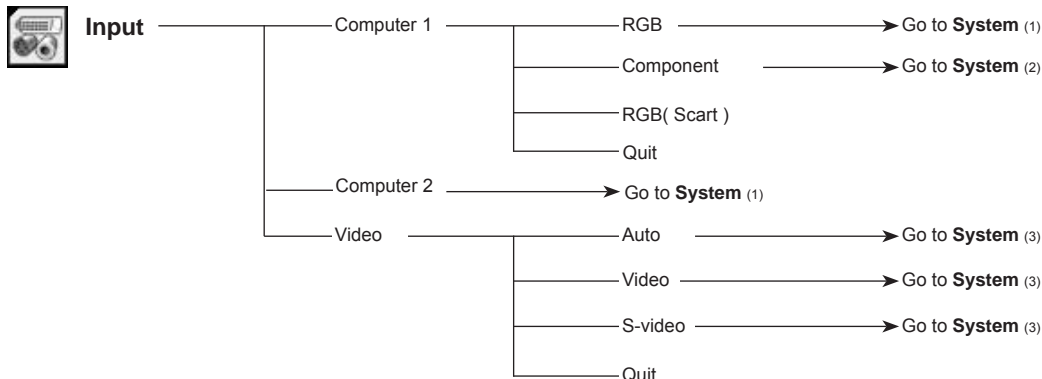 Input Computer 1 RGB Go to System (1)
Component Go to System (2)
RGB( Scart )
Quit
Computer 2 Go to System (1)
Video Auto Go to System (3)
Video Go to System (3)
S-video Go to System (3)
Quit